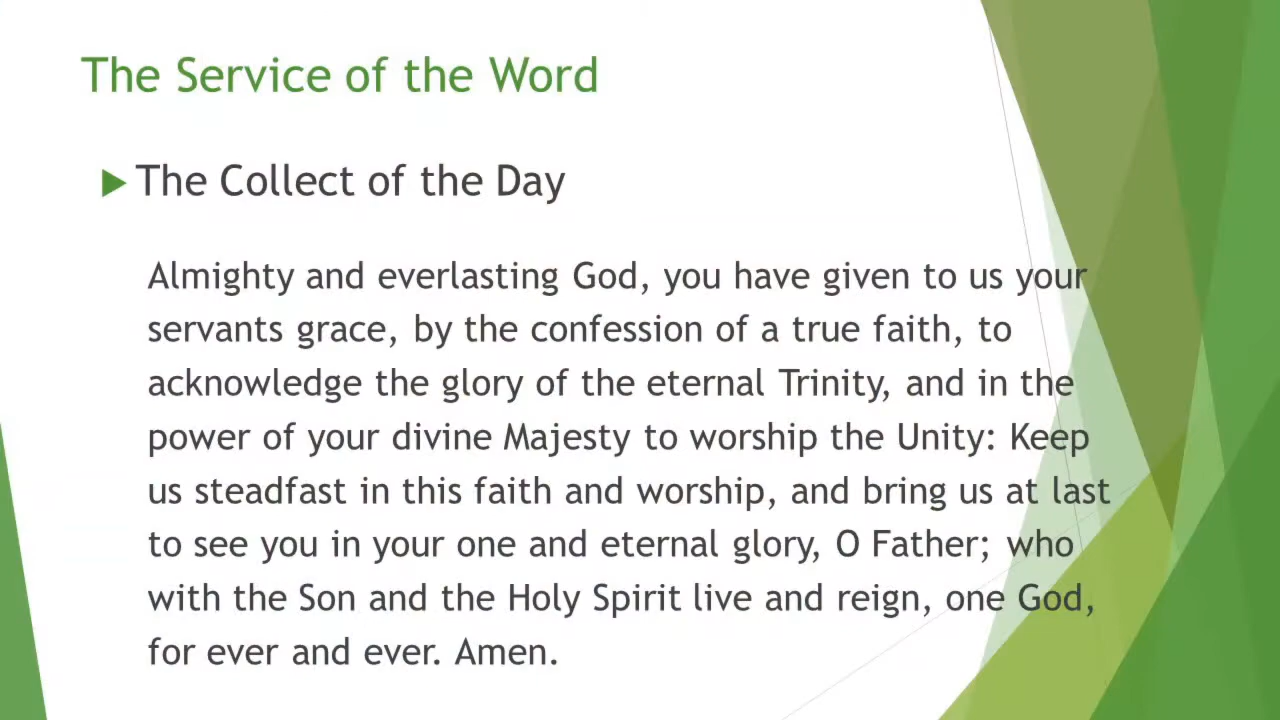 The Service of the Word
The Collect of the Day
Almighty and everlasting God, you have given to us your
servants grace, by the confession of a true faith, to
acknowledge the glory of the eternal Trinity, and in the
power of your divine Majesty to worship the Unity: Keep
us steadfast in this faith and worship, and bring us at last
to see you in your one and eternal glory, O Father; who
with the Son and the Holy Spirit live and reign, one God,
for ever and ever. Amen.